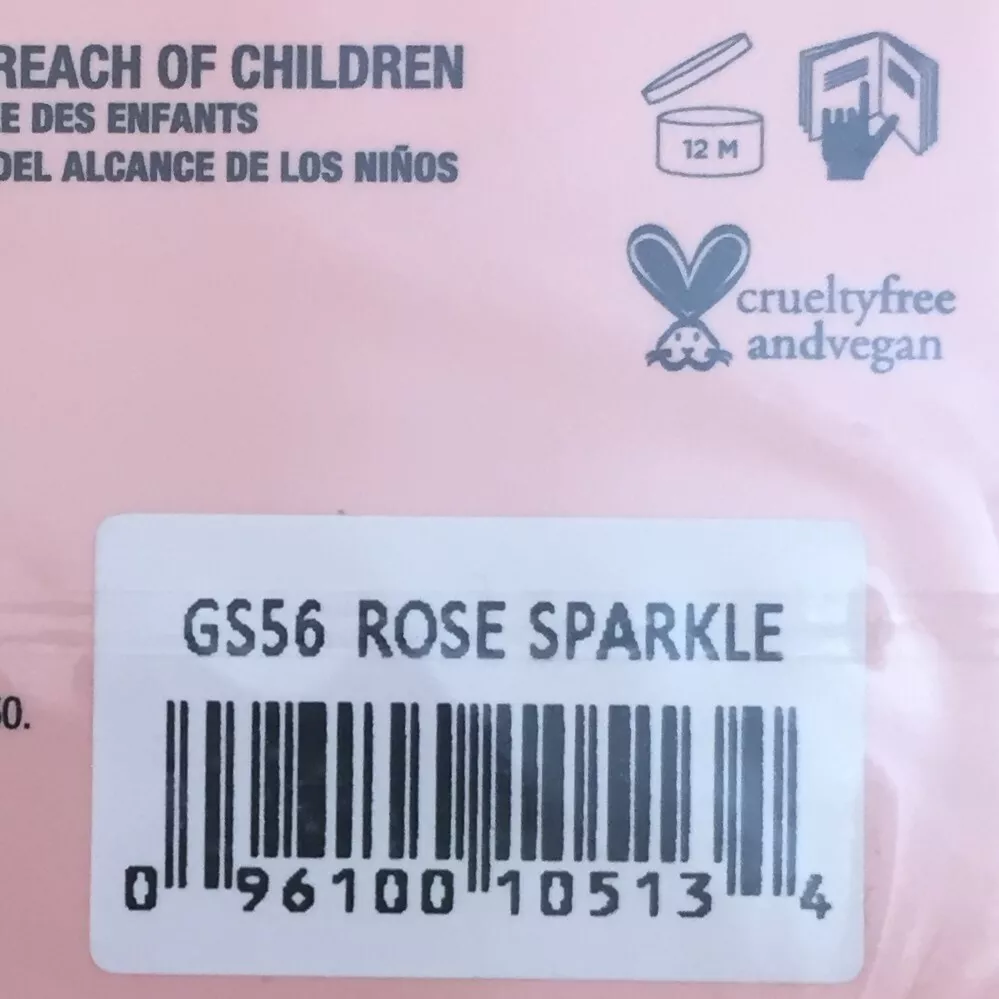 REACH OF CHILDREN
E DES ENFANTS
DEL ALCANCE DE LOS NIÑOS
12 M
crueltyfree
andvegan
GS56 ROSE SPARKLE
0.
0 96100 10513 4